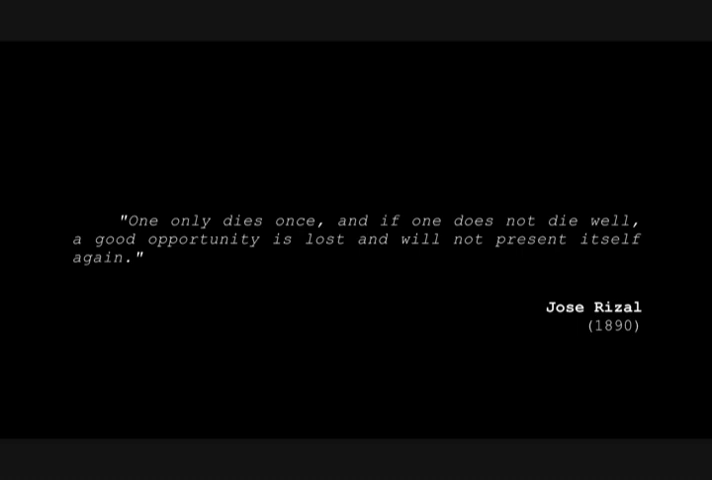 "One only dies once, and if one does not die well,
a good opportunity is lost and will not present itself
again."
Jose Rizal
(1890)